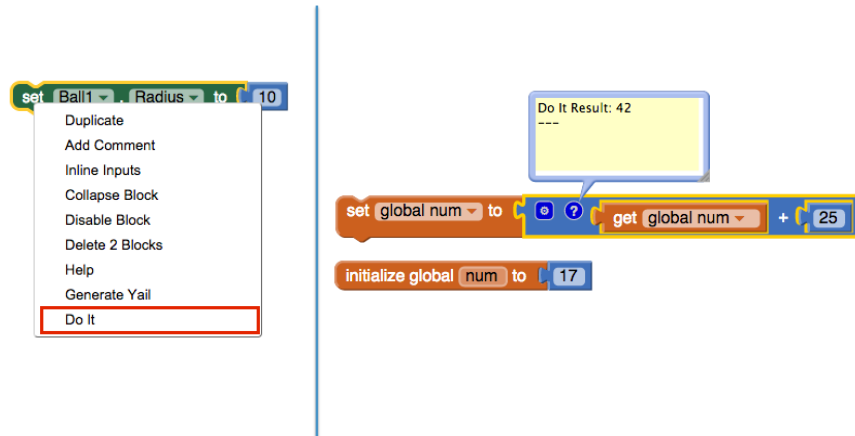 set Ball1 . Radius to 10
Duplicate
Add Comment
Inline Inputs
Collapse Block
Disable Block
Delete 2 Blocks
Help
Generate Yail
Do It
Do It Result: 42
---
set global num to ? get global num + 25
initialize global num to 17